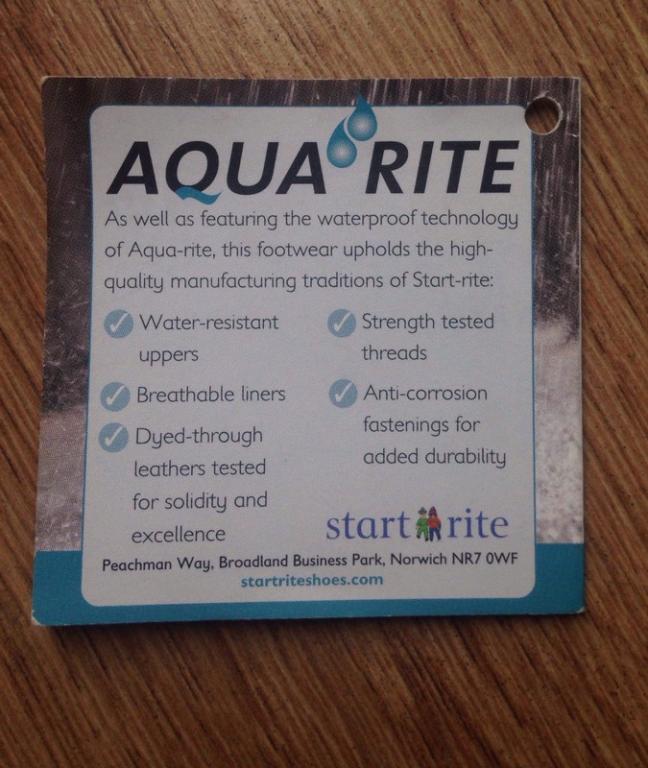 AQUA RITE
As well as featuring the waterproof technology
of Aqua-rite, this footwear upholds the high-
quality manufacturing traditions of Start-rite:
Water-resistant
uppers
Breathable liners
Dyed-through
leathers tested
for solidity and
excellence
Strength tested
threads
Anti-corrosion
fastenings for
added durability
start rite
Peachman Way, Broadland Business Park, Norwich NR7 0WF
startriteshoes.com